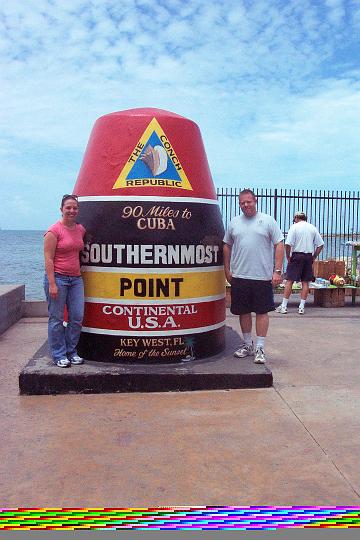 THE CONCH
REPUBLIC
90 Miles to
CUBA
SOUTHERNMOST
POINT
CONTINENTAL
U.S.A.
KEY WEST, FL
Home of the Sunset